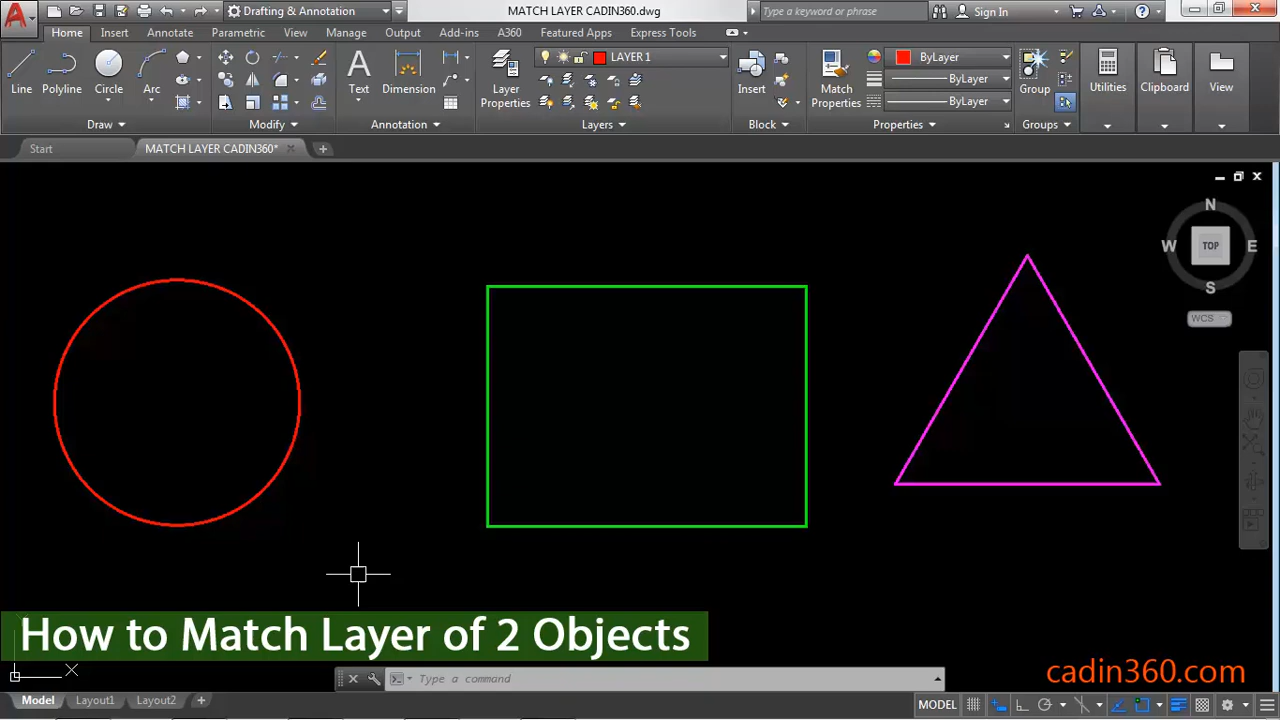 MATCH LAYER CADIN360.dwg
Drafting & Annotation
Type a keyword or phrase
Sign In
Home Insert Annotate Parametric View Manage Output Add-ins A360 Featured Apps Express Tools
Line Polyline Circle Arc
Text Dimension
Layer Properties
LAYER1
Insert
Match Properties
ByLayer
ByLayer
ByLayer
Group
Utilities Clipboard View
Draw Modify Annotation Layers Block Properties Groups
Start MATCH LAYER CADIN360*
N
W TOP E
S
WCS
How to Match Layer of 2 Objects
cadin360.com
X
Type a command
Model Layout1 Layout2
MODEL